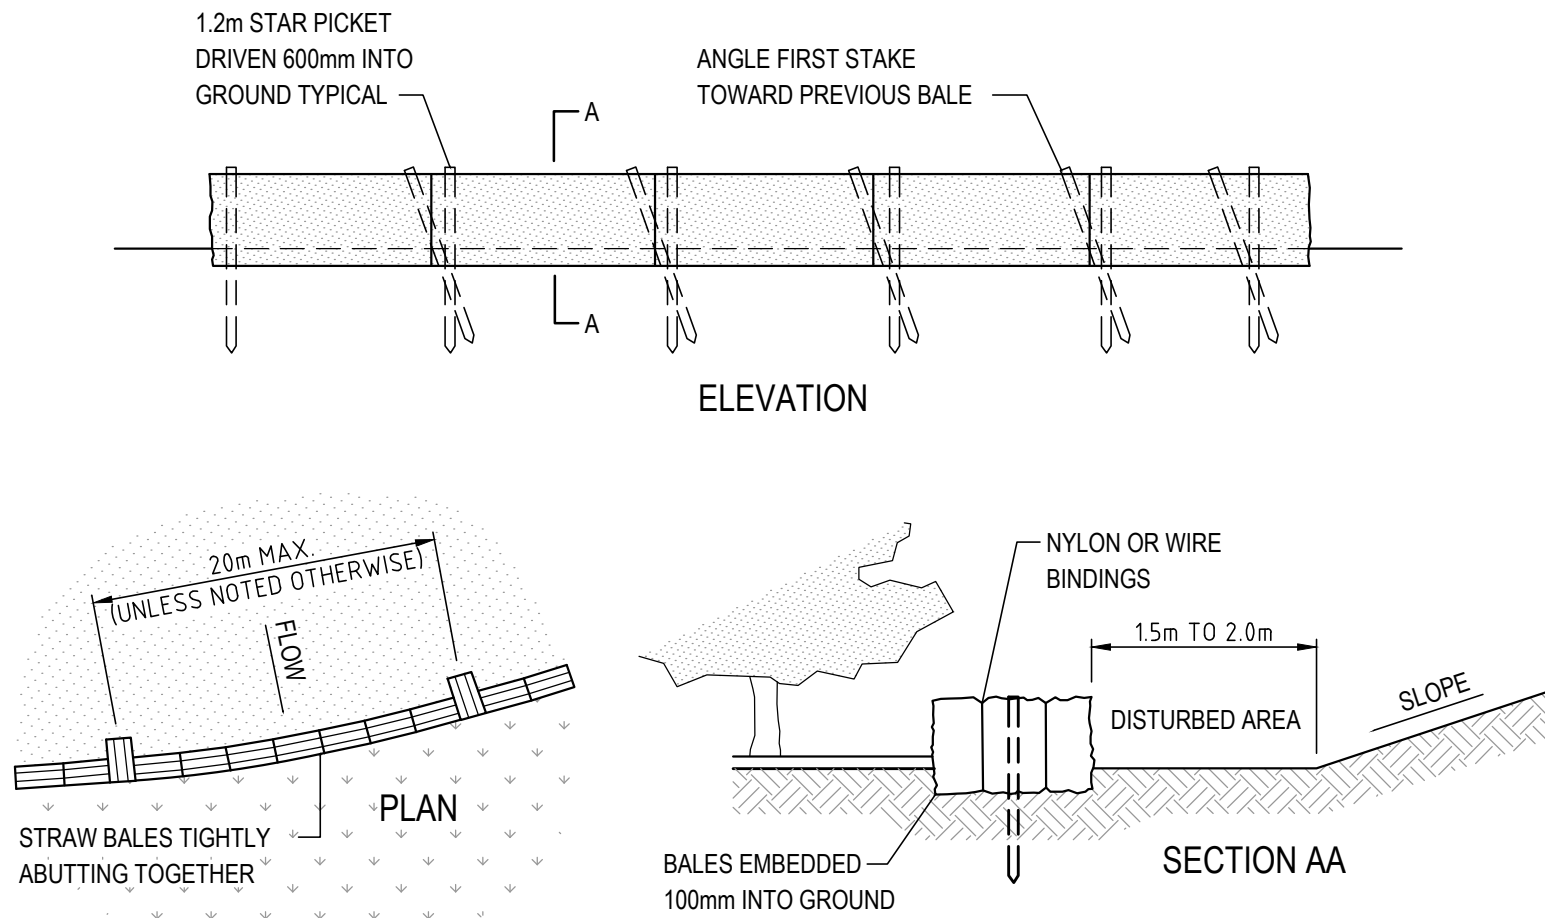 1.2m STAR PICKET
DRIVEN 600mm INTO
GROUND TYPICAL
ANGLE FIRST STAKE
TOWARD PREVIOUS BALE
A
A
ELEVATION
20m MAX.
(UNLESS NOTED OTHERWISE)
FLOW
PLAN
STRAW BALES TIGHTLY
ABUTTING TOGETHER
NYLON OR WIRE
BINDINGS
1.5m TO 2.0m
DISTURBED AREA
SLOPE
BALES EMBEDDED
100mm INTO GROUND
SECTION AA